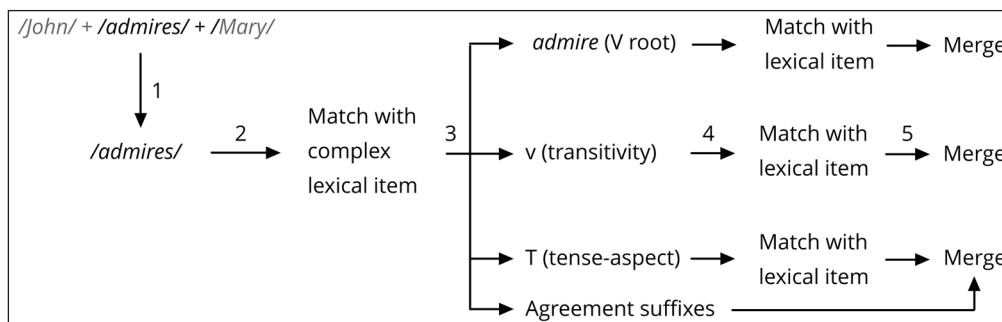 /John/ + /admires/ + /Mary/
1
/admires/
2
Match with
complex
lexical item
3
admire (V root)
Match with
lexical item
Merge
v (transitivity)
4
Match with
lexical item
5
Merge
T (tense-aspect)
Match with
lexical item
Merge
Agreement suffixes